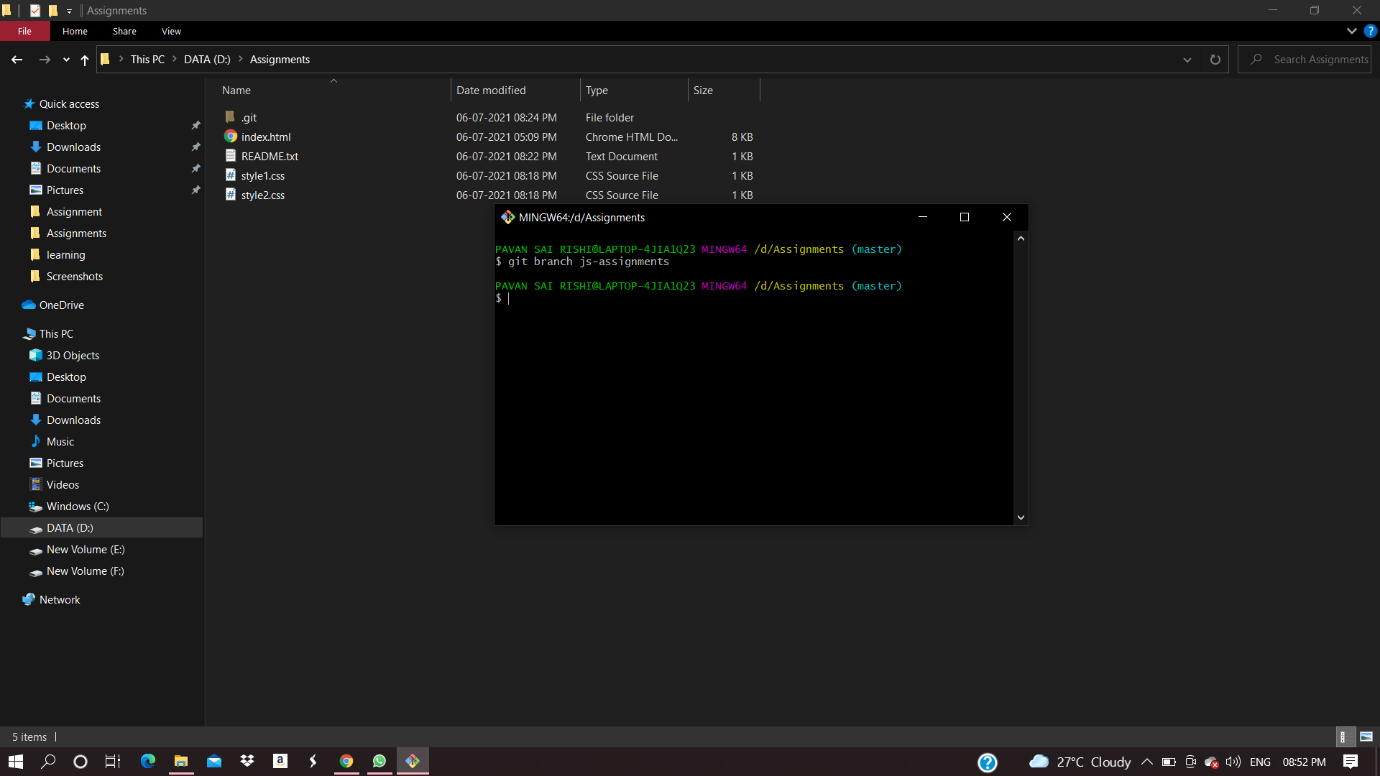 Assignments
File Home Share View
This PC DATA (D:) Assignments Search Assignments
Name Date modified Type Size
Quick access
Desktop
Downloads
Documents
Pictures
Assignment
Assignments
learning
Screenshots
OneDrive
This PC
3D Objects
Desktop
Documents
Downloads
Music
Pictures
Videos
Windows (C:)
DATA (D:)
New Volume (E:)
New Volume (F:)
Network
.git 06-07-2021 08:24 PM File folder
index.html 06-07-2021 05:09 PM Chrome HTML Do... 8 KB
README.txt 06-07-2021 08:22 PM Text Document 1 KB
style1.css 06-07-2021 08:18 PM CSS Source File 1 KB
style2.css 06-07-2021 08:18 PM CSS Source File 1 KB
MINGW64:/d/Assignments
PAVAN SAI RISHI@LAPTOP-4JIA1Q23 MINGW64 /d/Assignments (master)
$ git branch js-assignments
PAVAN SAI RISHI@LAPTOP-4JIA1Q23 MINGW64 /d/Assignments (master)
$
5 items
27°C Cloudy ENG 08:52 PM